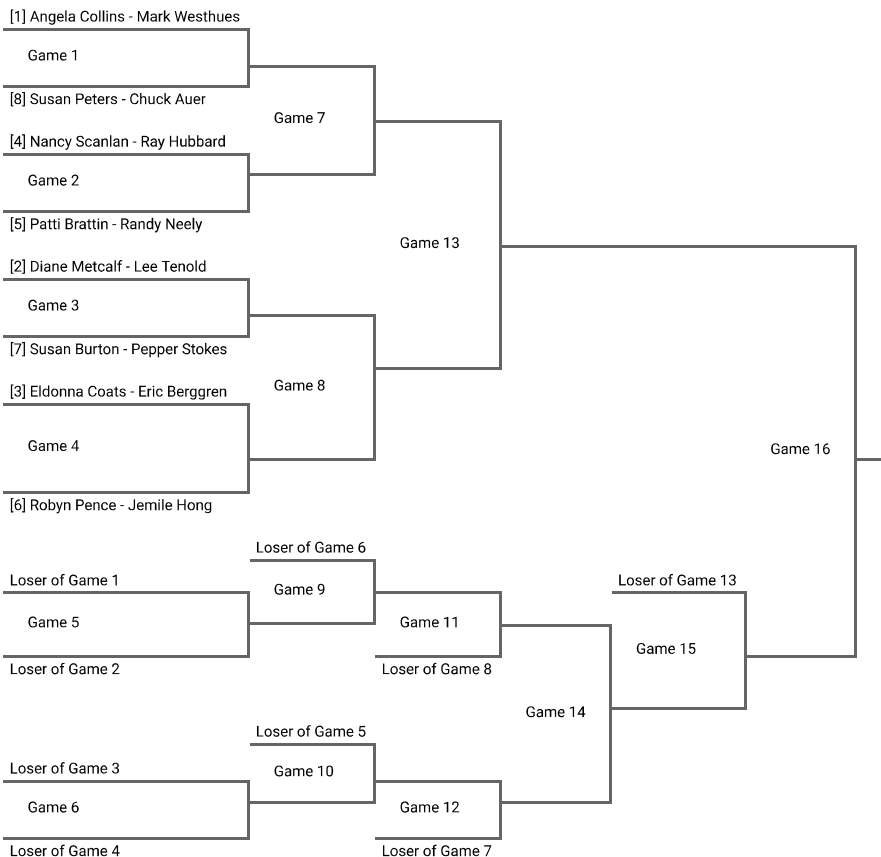 [1] Angela Collins - Mark Westhues
Game 1
[8] Susan Peters - Chuck Auer
Game 7
[4] Nancy Scanlan - Ray Hubbard
Game 2
[5] Patti Brattin - Randy Neely
Game 13
[2] Diane Metcalf - Lee Tenold
Game 3
[7] Susan Burton - Pepper Stokes
Game 8
[3] Eldonna Coats - Eric Berggren
Game 4
Game 16
[6] Robyn Pence - Jemile Hong
Loser of Game 6
Loser of Game 1
Game 9
Loser of Game 13
Game 5
Game 11
Game 15
Loser of Game 2
Loser of Game 8
Game 14
Loser of Game 5
Loser of Game 3
Game 10
Game 6
Game 12
Loser of Game 4
Loser of Game 7